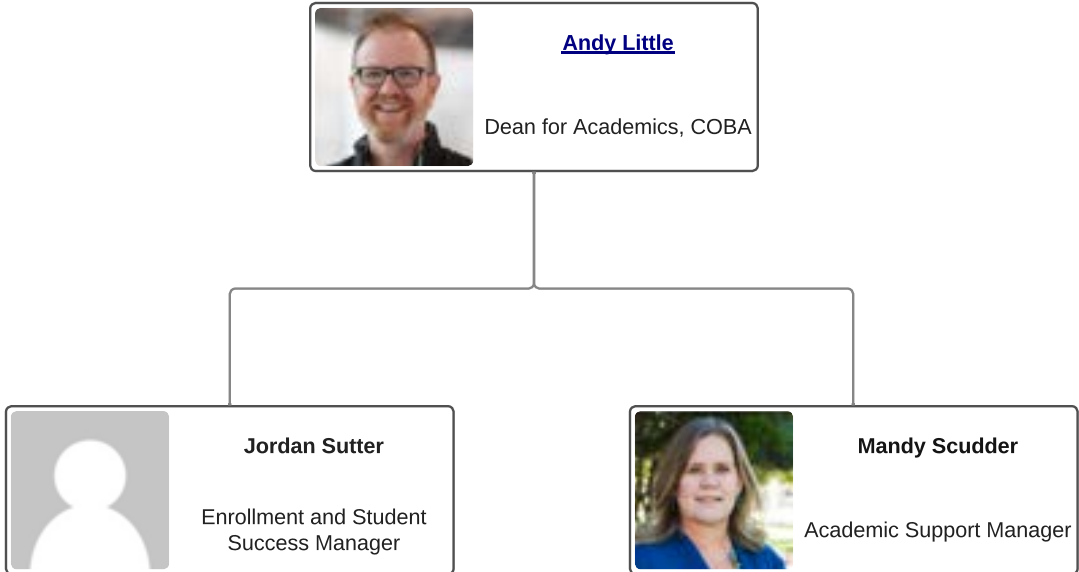 Andy Little
Dean for Academics, COBA
Jordan Sutter
Enrollment and Student
Success Manager
Mandy Scudder
Academic Support Manager